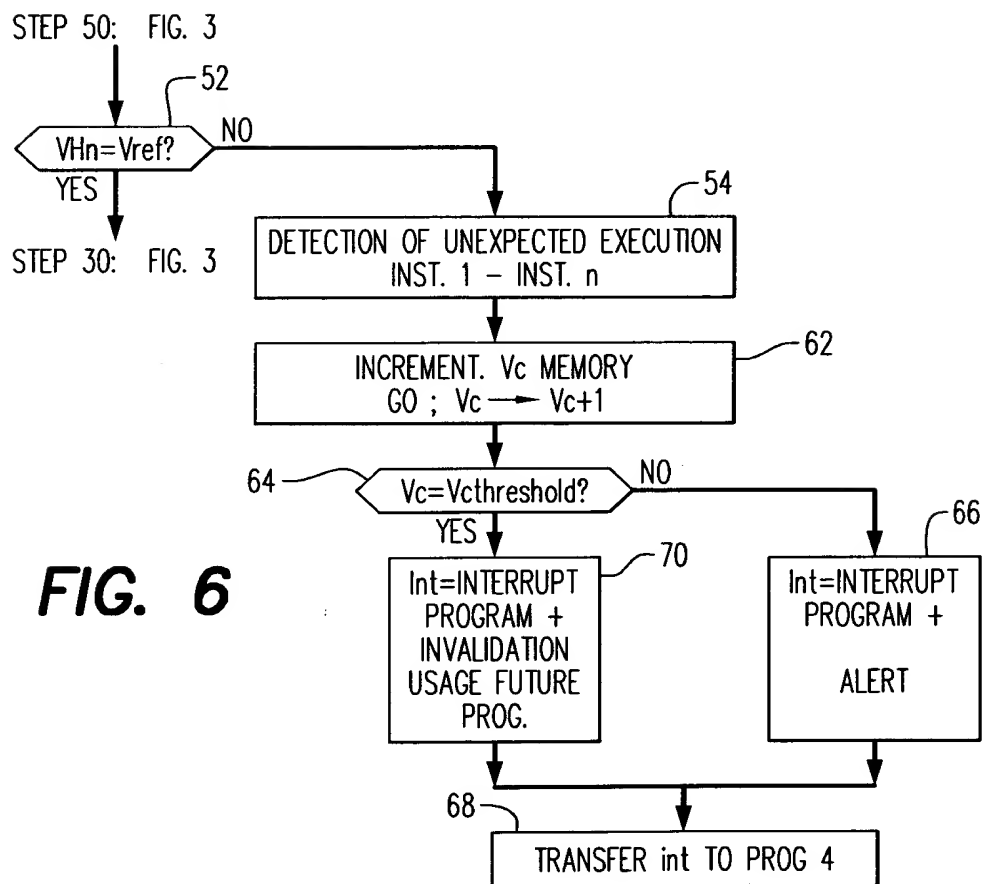 STEP 50: FIG. 3
52
VHn=Vref?
NO
YES
STEP 30: FIG. 3
54
DETECTION OF UNEXPECTED EXECUTION
INST. 1 – INST. n
62
INCREMENT. Vc MEMORY
GO ; Vc → Vc+1
64
Vc=Vcthreshold?
NO
YES
70
Int=INTERRUPT
PROGRAM +
INVALIDATION
USAGE FUTURE
PROG.
66
Int=INTERRUPT
PROGRAM +
ALERT
FIG. 6
68
TRANSFER int TO PROG 4